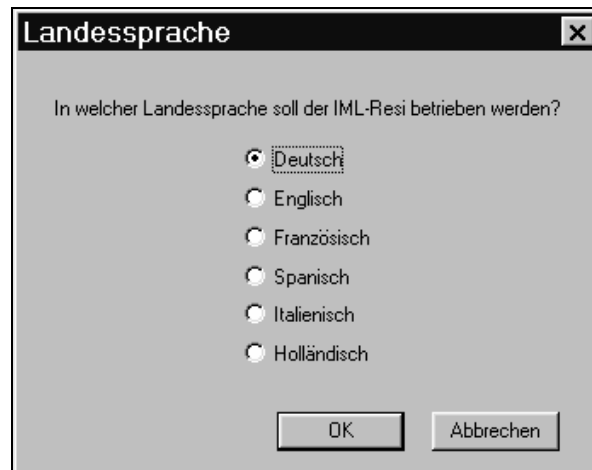 Landessprache
In welcher Landessprache soll der IML-Resi betrieben werden?
Deutsch
Englisch
Französisch
Spanisch
Italienisch
Holländisch
OK Abbrechen